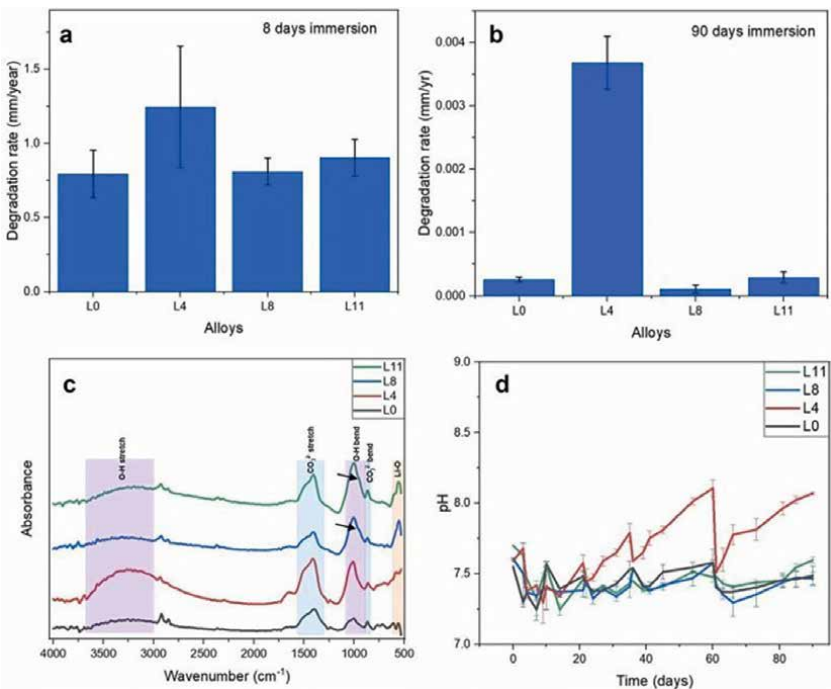 a
8 days immersion
1.5
1.0
0.5
0.0
Degradation rate (mm/year)
L0 L4 L8 L11
Alloys
b
90 days immersion
0.004
0.003
0.002
0.001
0.000
Degradation rate (mm/yr)
L0 L4 L8 L11
Alloys
c
L11
L8
L4
L0
O-H stretch
CO₃²⁻ stretch
O-H bend
CO₃²⁻ bend
Li-O
Absorbance
4000 3500 3000 2500 2000 1500 1000 500
Wavenumber (cm⁻¹)
d
L11
L8
L4
L0
9.0
8.5
8.0
7.5
7.0
pH
0 20 40 60 80
Time (days)